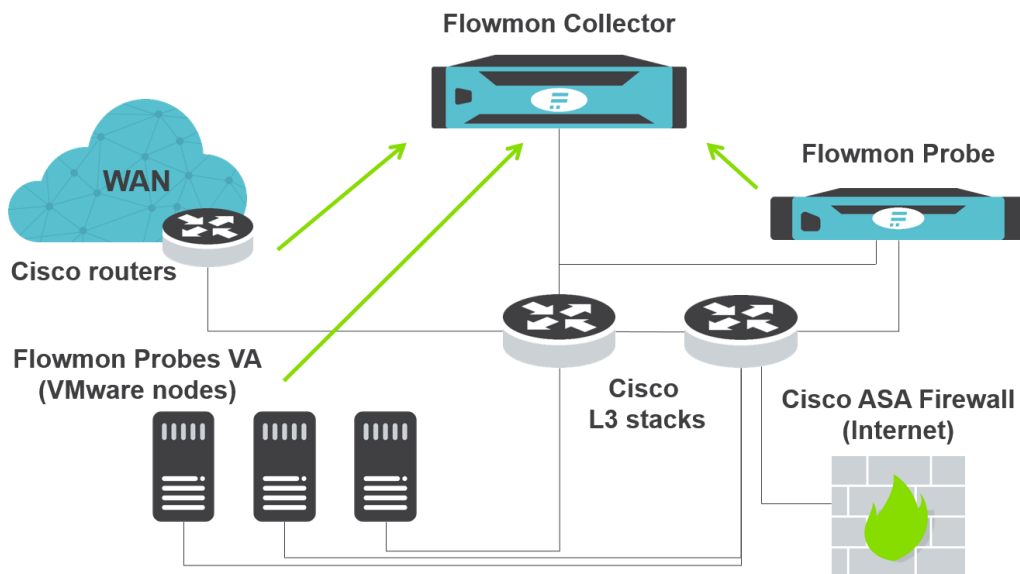 Flowmon Collector
Flowmon Probe
WAN
Cisco routers
Flowmon Probes VA
(VMware nodes)
Cisco
L3 stacks
Cisco ASA Firewall
(Internet)